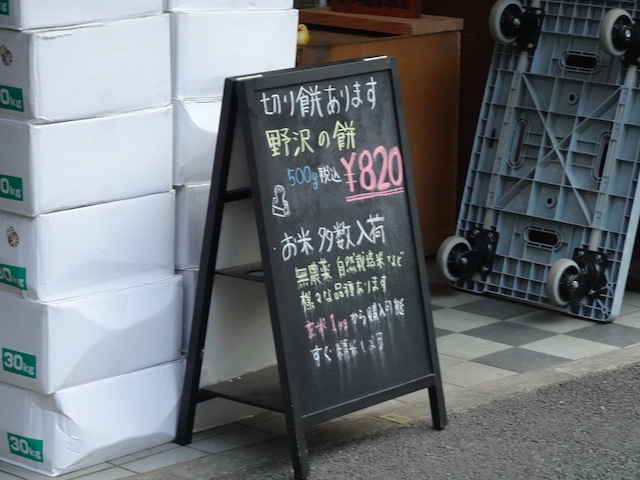 切り餅あります
野沢の餅
500g税込 ¥820
お米多数入荷
無農薬 自然栽培米など
様々な品種あります
玄米1kgから購入可能
すぐ精米します
0kg
0kg
30kg
30kg
30kg